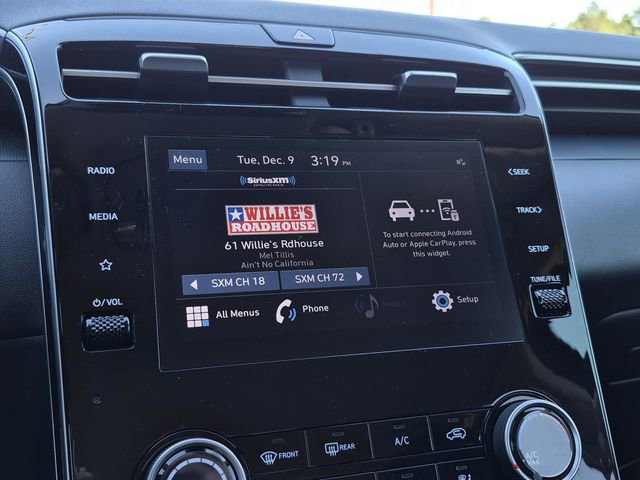 Menu
Tue, Dec. 9
3:19 PM
((SiriusXM))
SATELLITE RADIO
WILLIE'S
ROADHOUSE
61 Willie's Rdhouse
Mel Tillis
Ain't No California
SXM CH 18
SXM CH 72
To start connecting Android
Auto or Apple CarPlay, press
this widget.
All Menus
Phone
Media
Setup
RADIO
MEDIA
VOL
SEEK
TRACK
SETUP
TUNE/FILE
FRONT
REAR
A/C
A/C